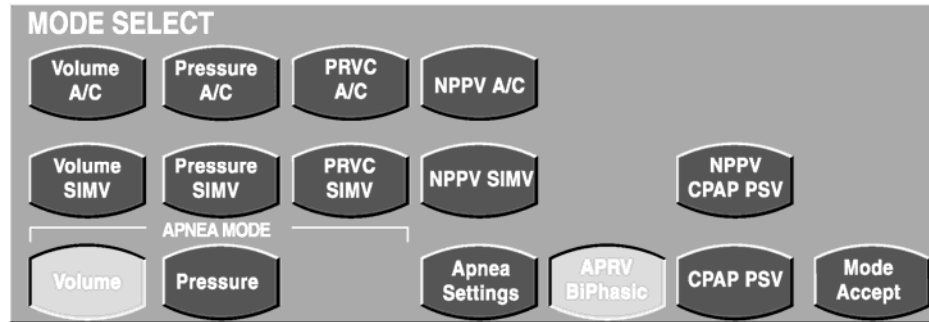 MODE SELECT
Volume
A/C
Pressure
A/C
PRVC
A/C
NPPV A/C
Volume
SIMV
Pressure
SIMV
PRVC
SIMV
NPPV SIMV
NPPV
CPAP PSV
APNEA MODE
Volume
Pressure
Apnea
Settings
APRV
BiPhasic
CPAP PSV
Mode
Accept